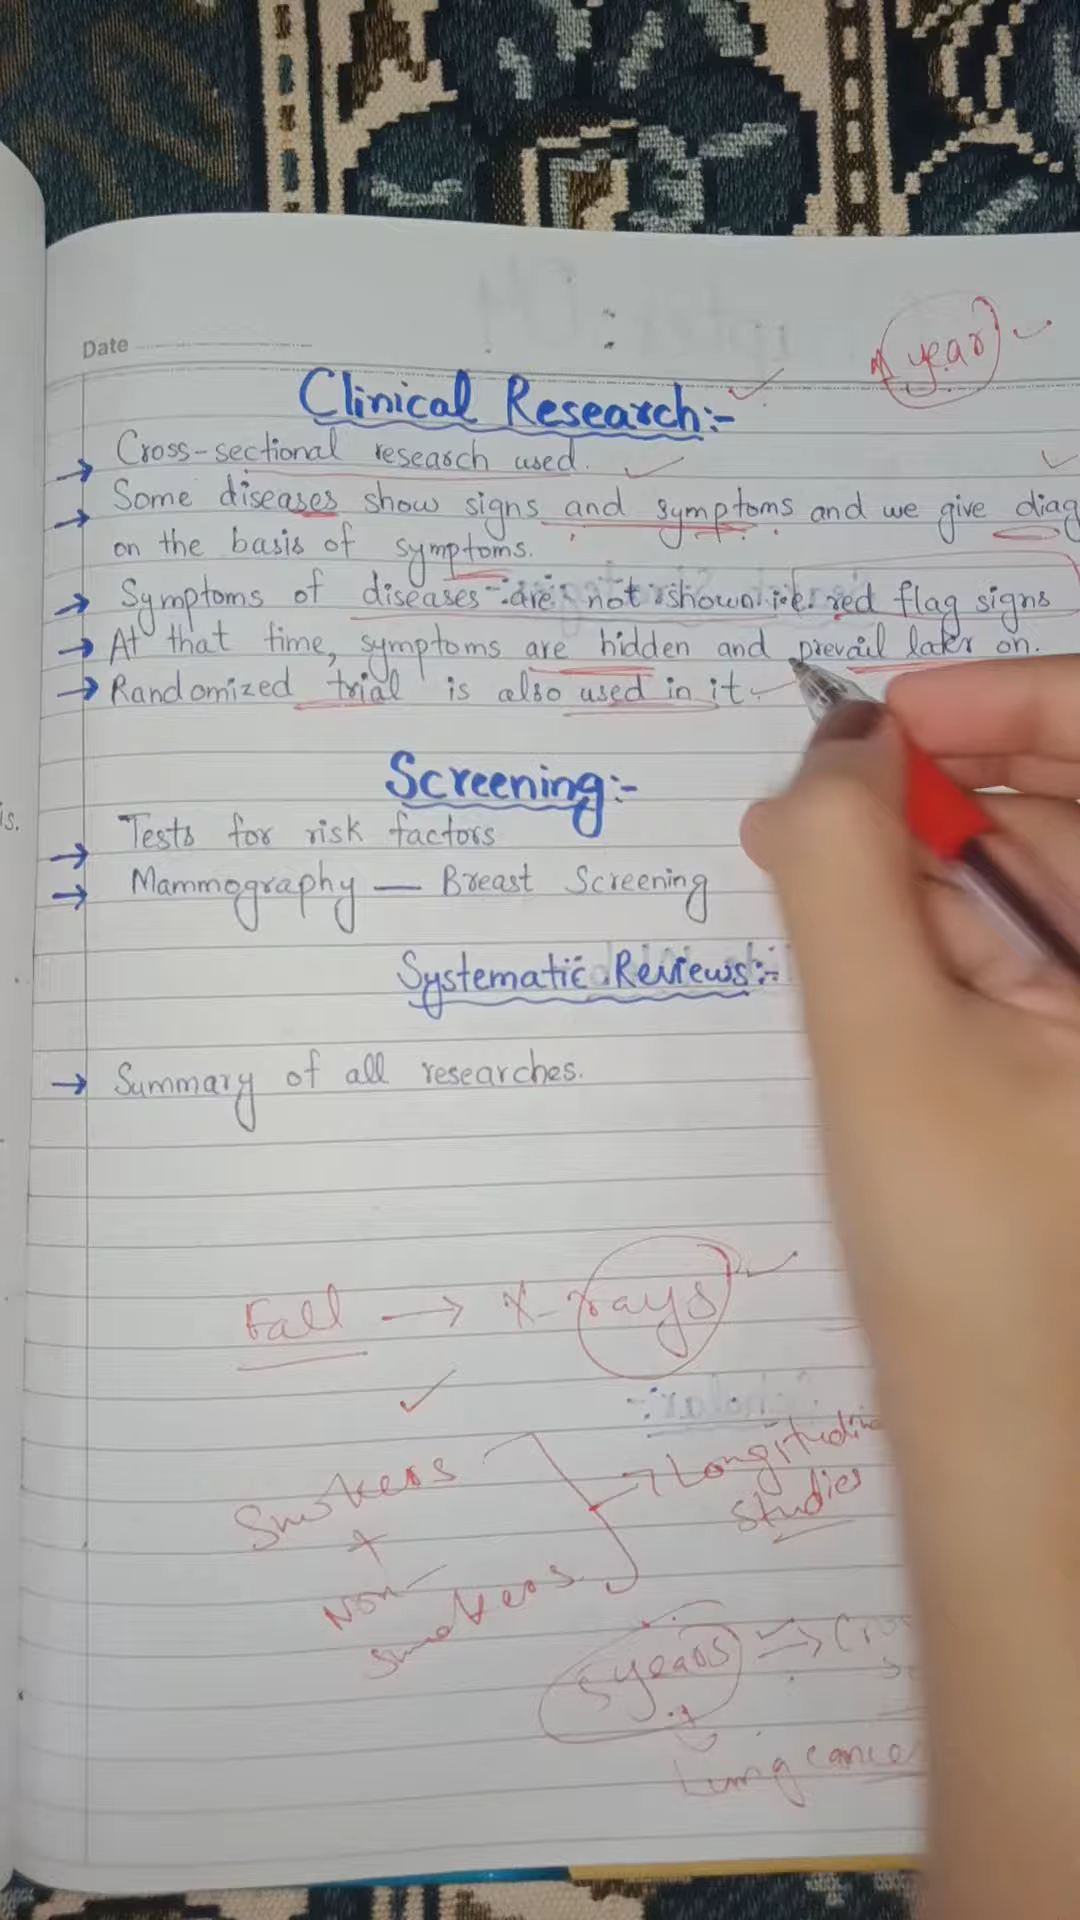 Date
1 year
Clinical Research:-
→ Cross-sectional research used.
→ Some diseases show signs and symptoms and we give diag
on the basis of symptoms.
→ Symptoms of diseases are not shown i.e. red flag signs
→ At that time, symptoms are hidden and prevail later on.
→ Randomized trial is also used in it.
Screening:-
is.
→ Tests for risk factors
→ Mammography — Breast Screening
Systematic Reviews:-
→ Summary of all researches.
Fall → X-rays
Smokers
+
Non-
smokers
→ Longitudina
studies
5 years ⇒ Cro
Lung cance